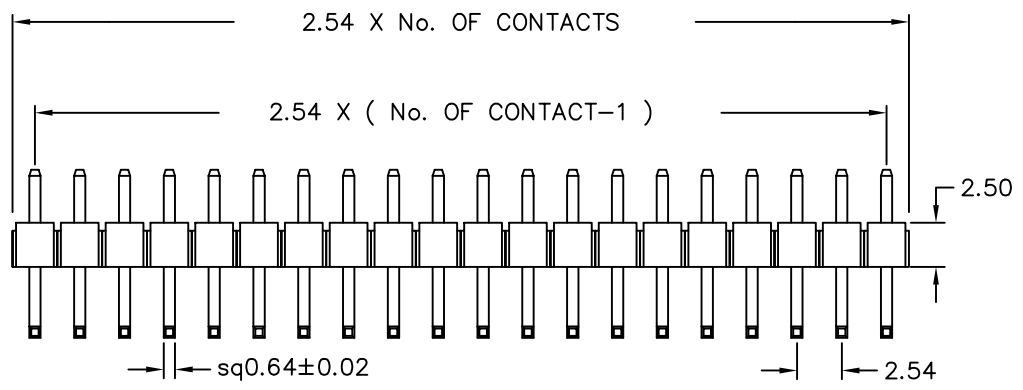 2.54 X No. OF CONTACTS
2.54 X ( No. OF CONTACT-1 )
2.50
sq0.64±0.02
2.54